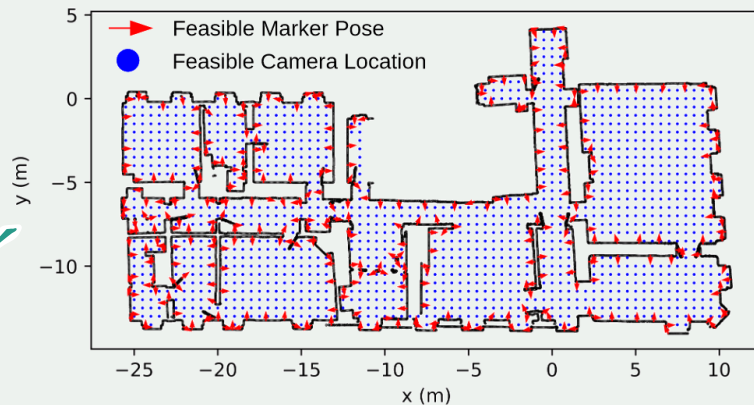 Feasible Marker Pose
Feasible Camera Location
5
0
−5
−10
y (m)
−25 −20 −15 −10 −5 0 5 10
x (m)